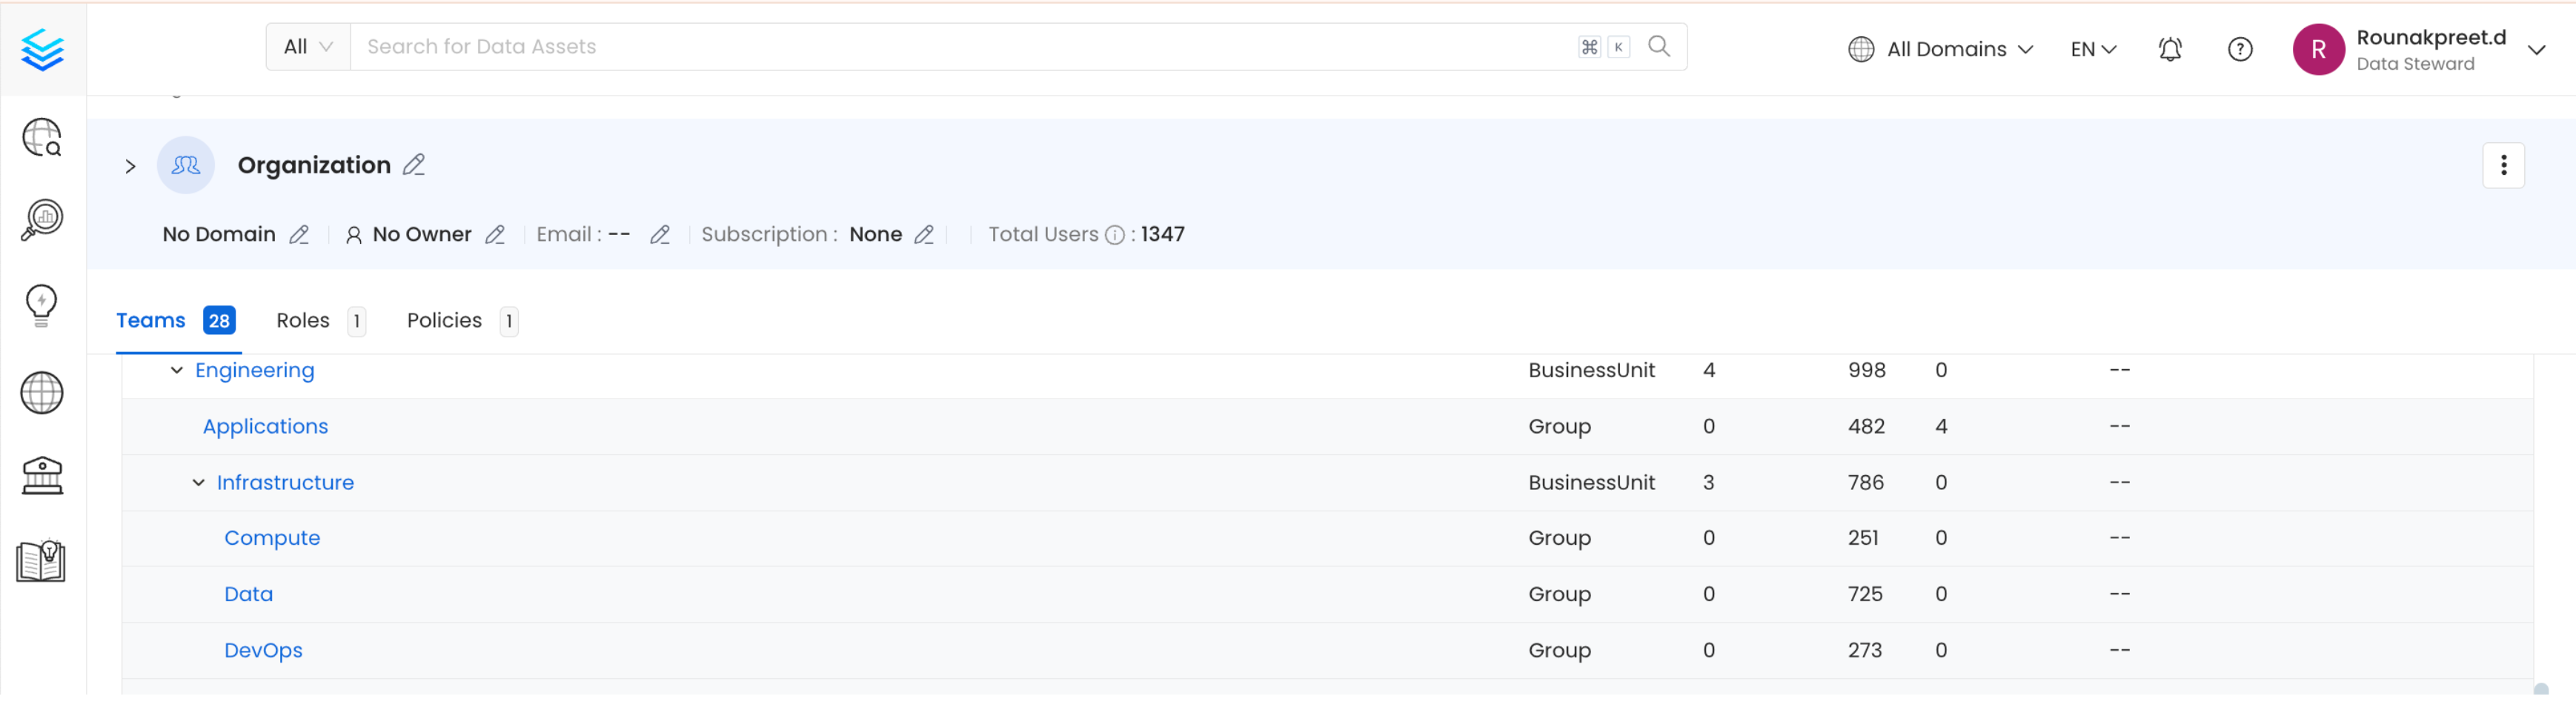 All Search for Data Assets ⌘ K All Domains EN R Rounakpreet.d
Data Steward
Organization
No Domain No Owner Email : -- Subscription : None Total Users : 1347
Teams 28 Roles 1 Policies 1
Engineering BusinessUnit 4 998 0 --
Applications Group 0 482 4 --
Infrastructure BusinessUnit 3 786 0 --
Compute Group 0 251 0 --
Data Group 0 725 0 --
DevOps Group 0 273 0 --